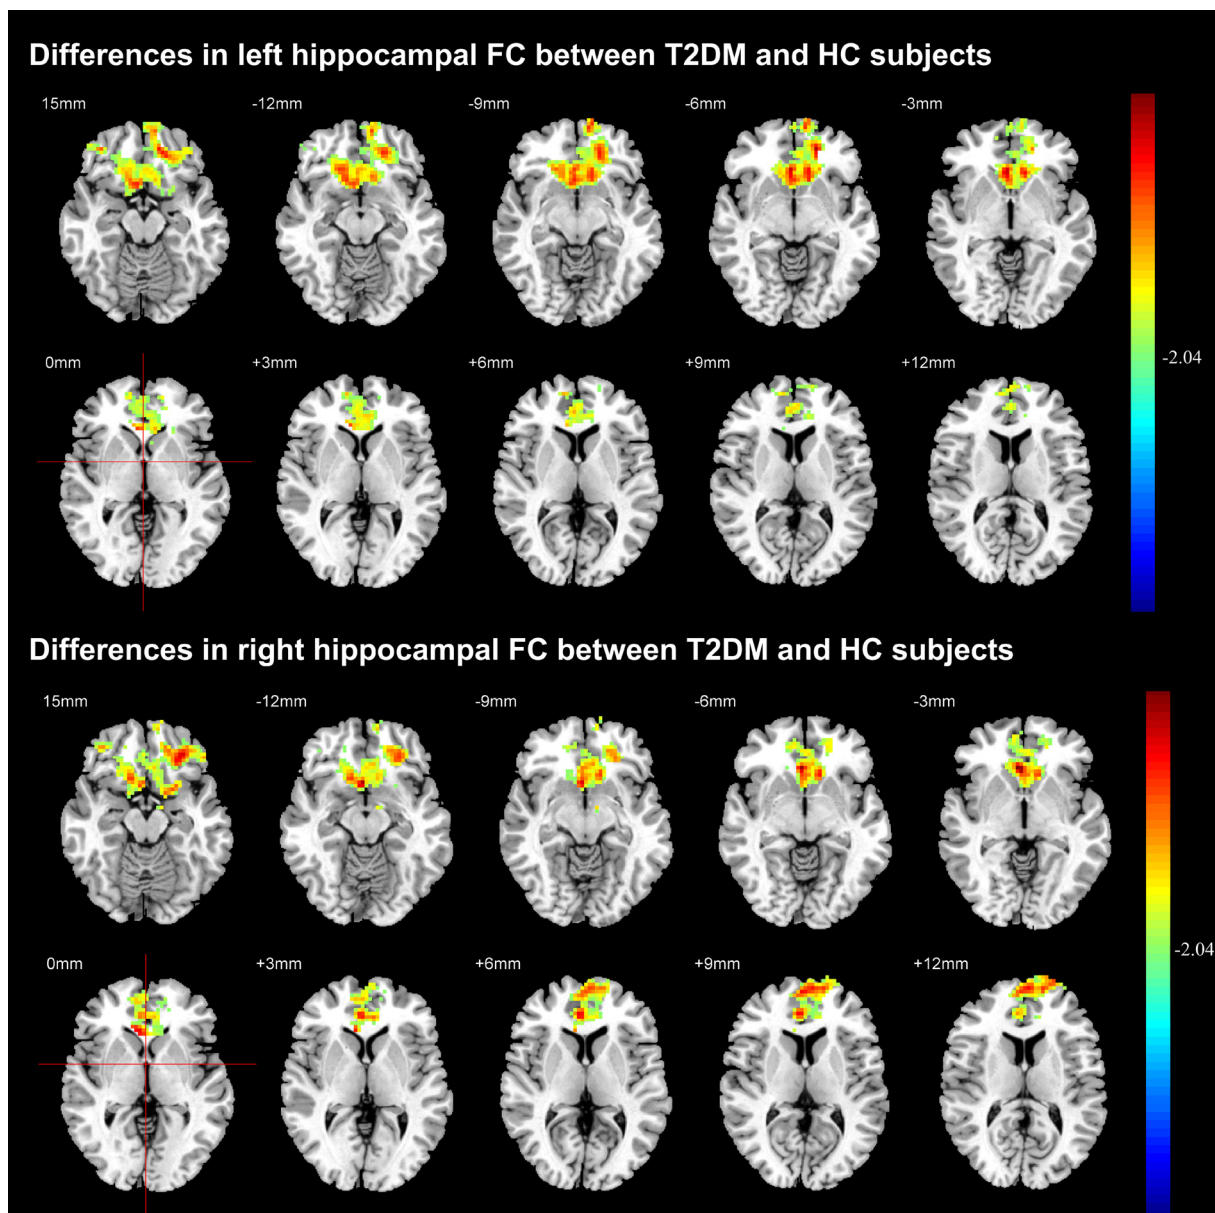 Differences in left hippocampal FC between T2DM and HC subjects
15mm -12mm -9mm -6mm -3mm
-2.04
0mm +3mm +6mm +9mm +12mm
Differences in right hippocampal FC between T2DM and HC subjects
15mm -12mm -9mm -6mm -3mm
-2.04
0mm +3mm +6mm +9mm +12mm